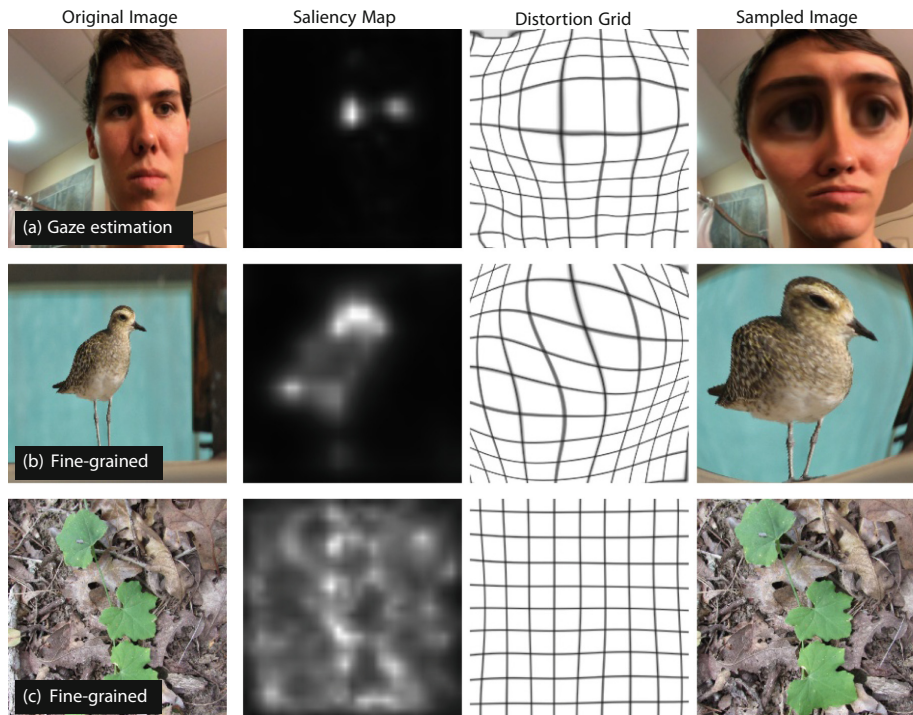 Original Image
Saliency Map
Distortion Grid
Sampled Image
(a) Gaze estimation
(b) Fine-grained
(c) Fine-grained